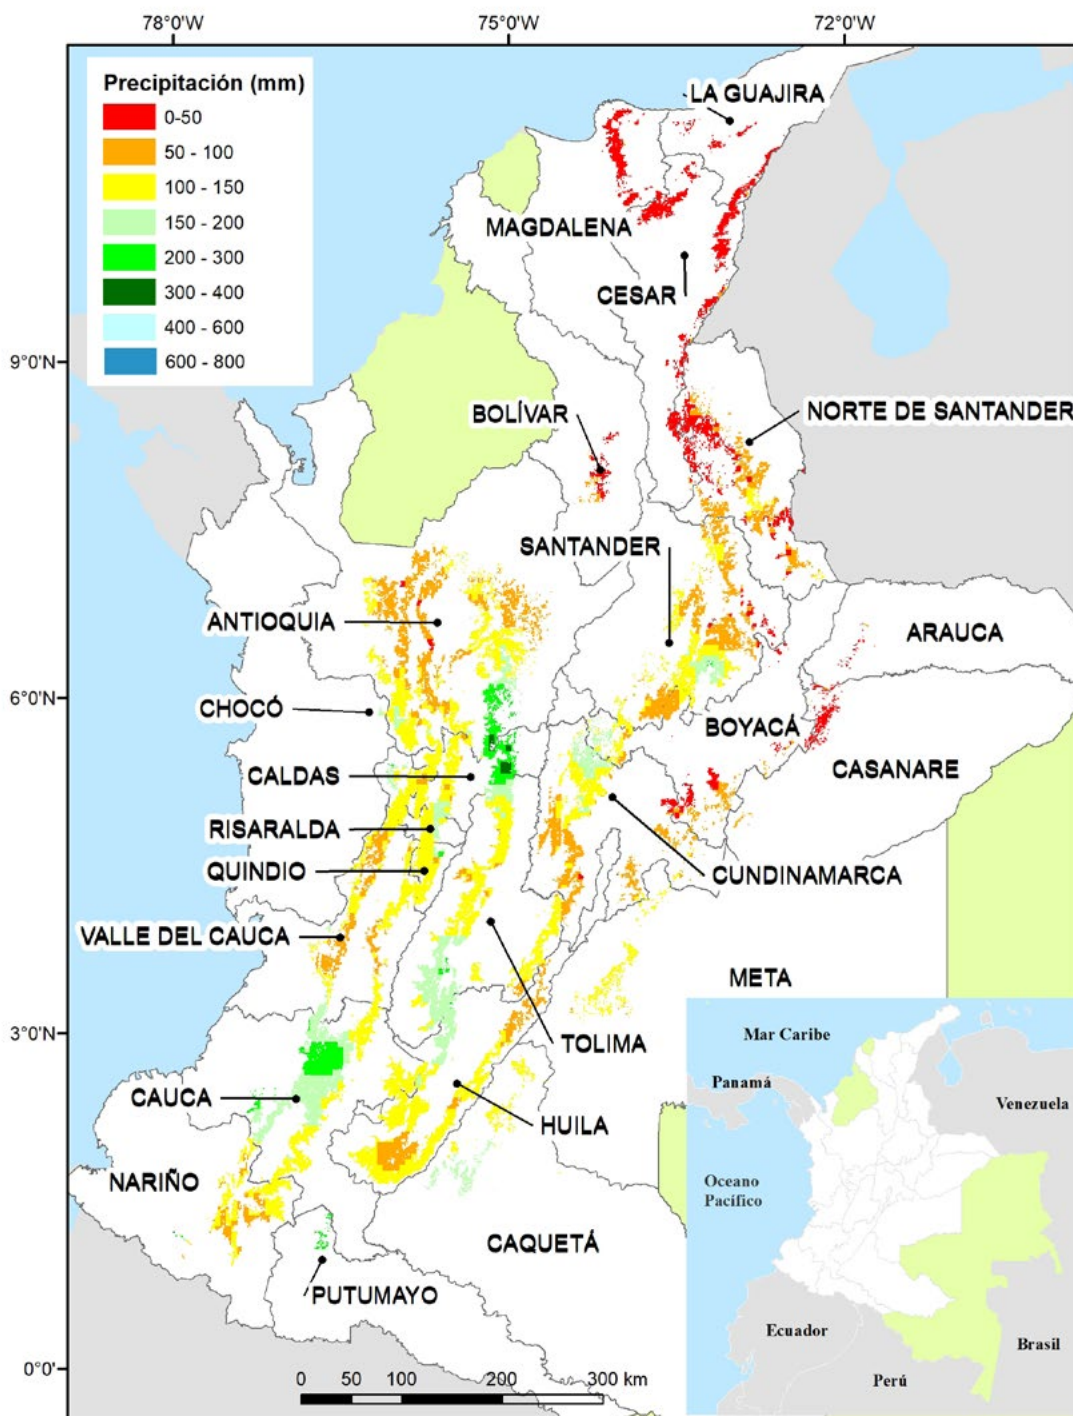 78°0'W
75°0'W
72°0'W
Precipitación (mm)
0-50
50 - 100
100 - 150
150 - 200
200 - 300
300 - 400
400 - 600
600 - 800
LA GUAJIRA
MAGDALENA
CESAR
9°0'N
BOLÍVAR
NORTE DE SANTANDER
SANTANDER
ANTIOQUIA
ARAUCA
6°0'N
CHOCÓ
BOYACÁ
CALDAS
CASANARE
RISARALDA
QUINDIO
CUNDINAMARCA
VALLE DEL CAUCA
META
3°0'N
TOLIMA
CAUCA
HUILA
NARIÑO
CAQUETÁ
PUTUMAYO
0°0'
0 50 100 200 300 km
Mar Caribe
Panamá
Venezuela
Oceano
Pacífico
Ecuador
Brasil
Perú